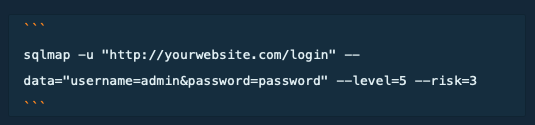 ```
sqlmap -u "http://yourwebsite.com/login" --
data="username=admin&password=password" --level=5 --risk=3
```